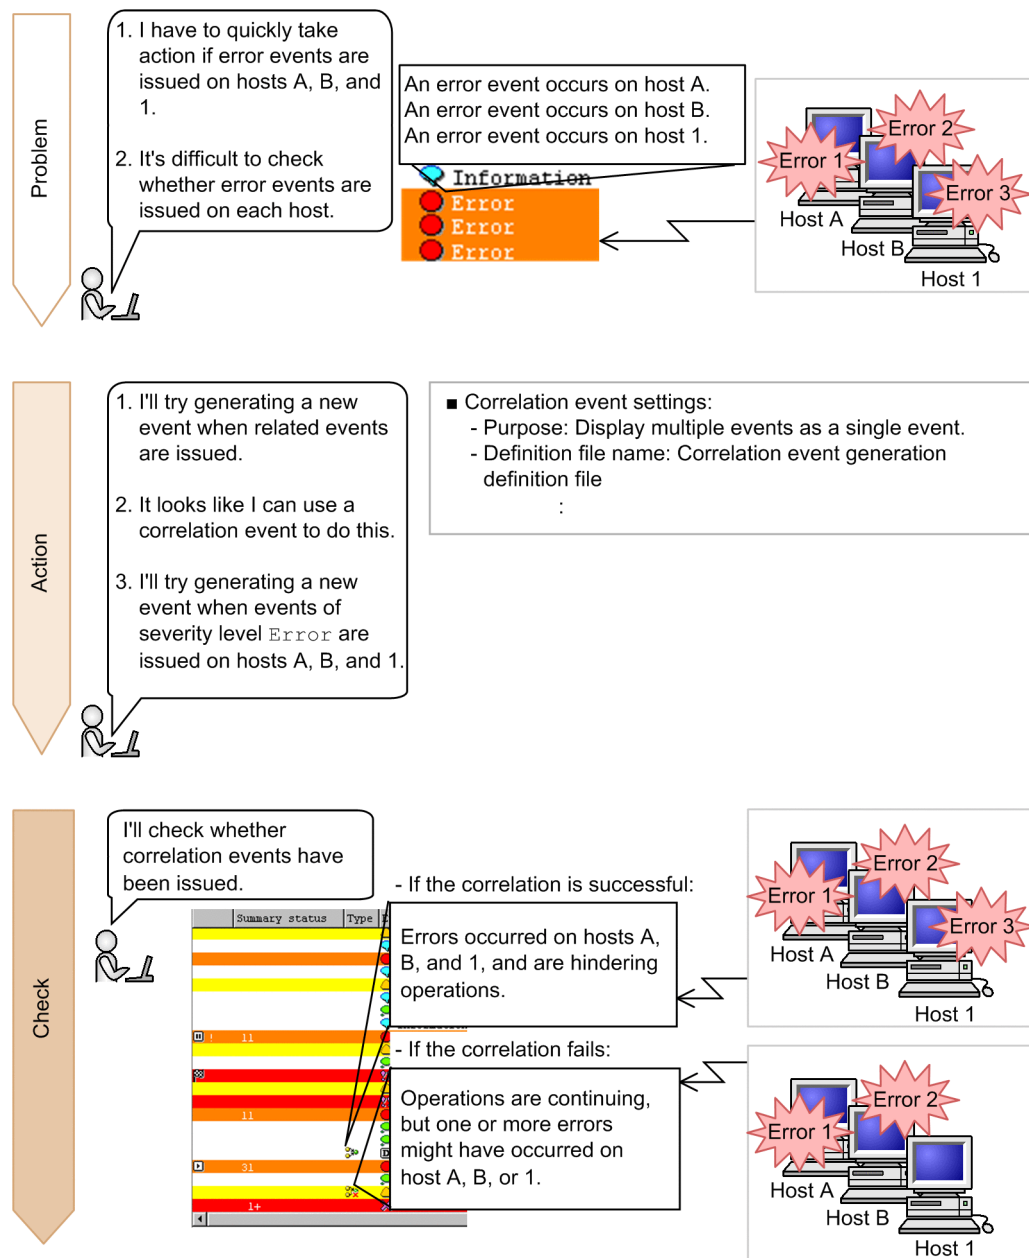 Problem
1. I have to quickly take
action if error events are
issued on hosts A, B, and
1.
2. It's difficult to check
whether error events are
issued on each host.
An error event occurs on host A.
An error event occurs on host B.
An error event occurs on host 1.
Information
Error
Error
Error
Error 1
Error 2
Error 3
Host A
Host B
Host 1
Action
1. I'll try generating a new
event when related events
are issued.
2. It looks like I can use a
correlation event to do this.
3. I'll try generating a new
event when events of
severity level Error are
issued on hosts A, B, and 1.
■ Correlation event settings:
- Purpose: Display multiple events as a single event.
- Definition file name: Correlation event generation
definition file
:
Check
I'll check whether
correlation events have
been issued.
Summary status
Type
11
11
31
1+
- If the correlation is successful:
Errors occurred on hosts A,
B, and 1, and are hindering
operations.
- If the correlation fails:
Operations are continuing,
but one or more errors
might have occurred on
host A, B, or 1.
Error 1
Error 2
Error 3
Host A
Host B
Host 1
Error 1
Error 2
Host A
Host B
Host 1